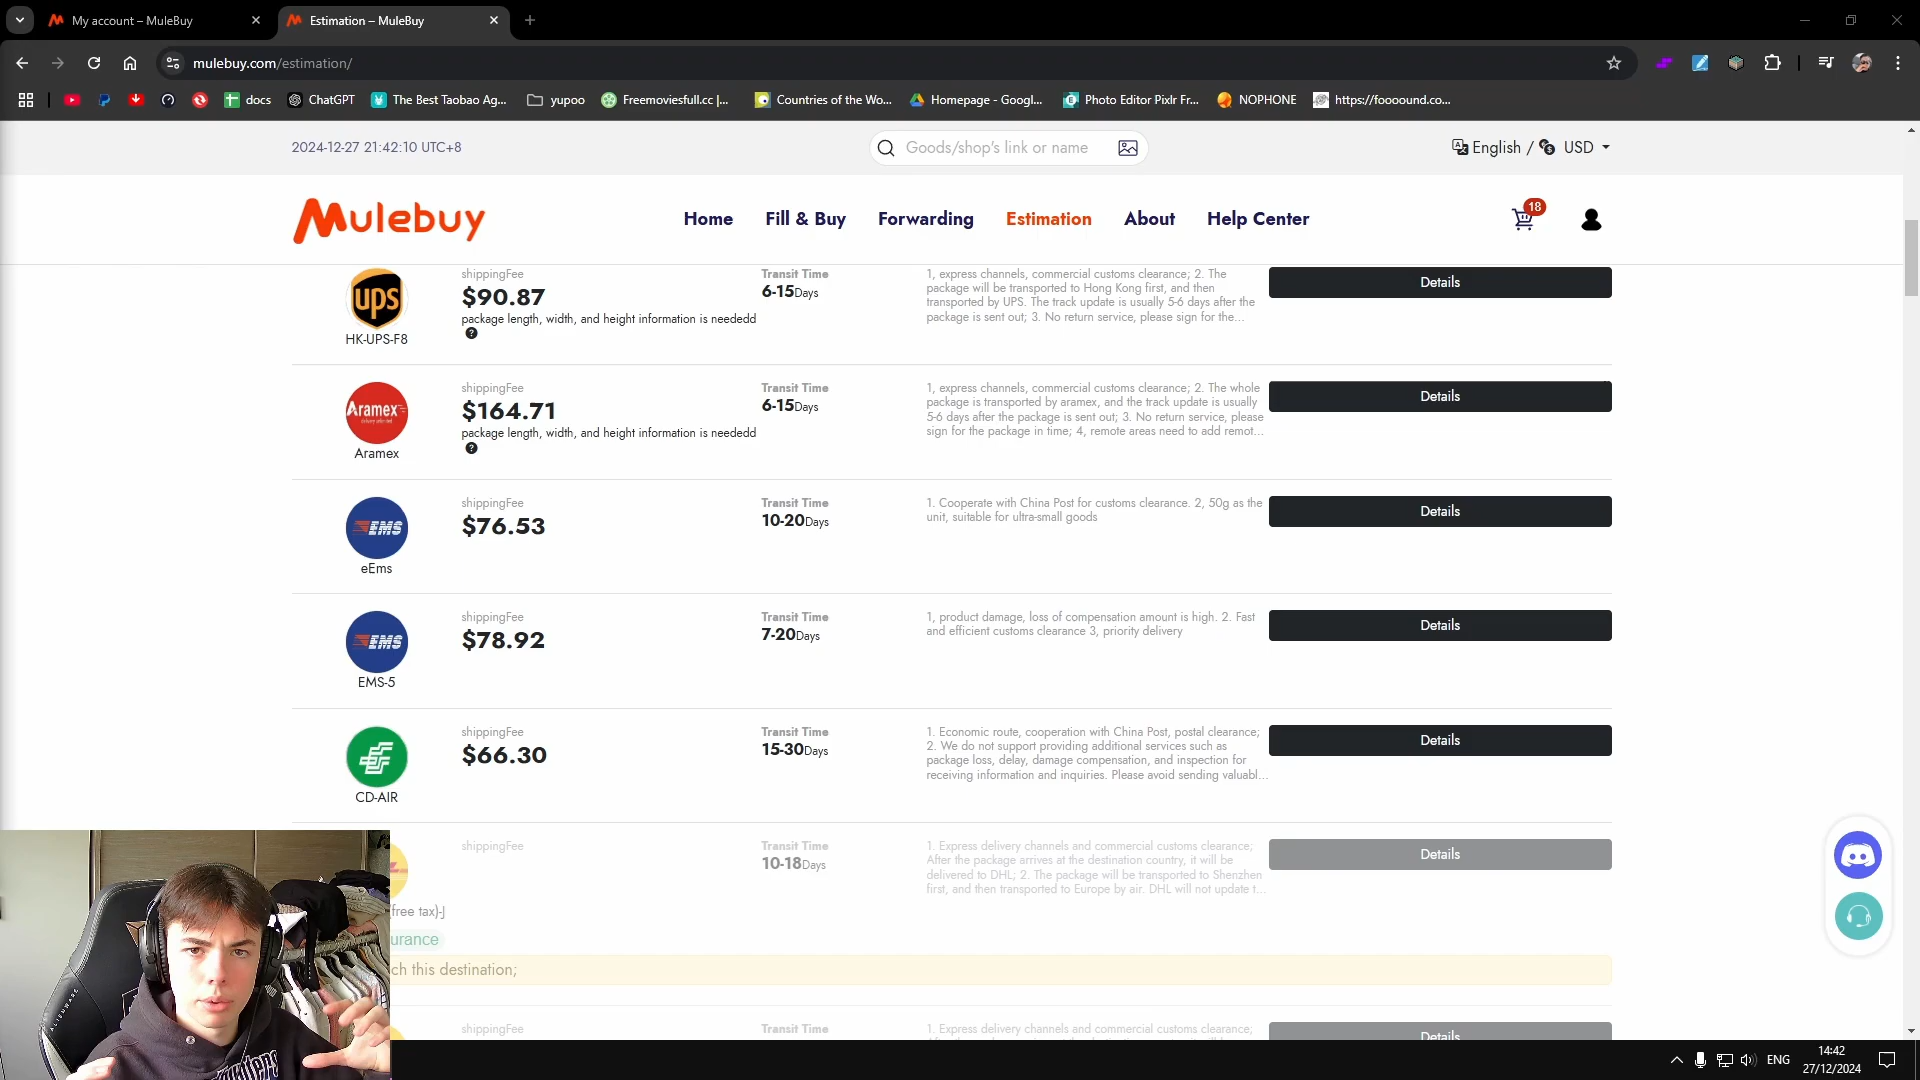 My account – MuleBuy
Estimation – MuleBuy
mulebuy.com/estimation/
docs
ChatGPT
The Best Taobao Ag...
yupoo
Freemoviesfull.cc |...
Countries of the Wo...
Homepage - Googl...
Photo Editor Pixlr Fr...
NOPHONE
https://foooound.co...
2024-12-27 21:42:10 UTC+8
Goods/shop's link or name
English / USD
Mulebuy
Home
Fill & Buy
Forwarding
Estimation
About
Help Center
18
ups
HK-UPS-F8
shippingFee
$90.87
package length, width, and height information is neededd
Transit Time
6-15Days
1, express channels, commercial customs clearance; 2. The
package will be transported to Hong Kong first, and then
transported by UPS. The track update is usually 5-6 days after the
package is sent out; 3. No return service, please sign for the...
Details
Aramex
Aramex
shippingFee
$164.71
package length, width, and height information is neededd
Transit Time
6-15Days
1, express channels, commercial customs clearance; 2. The whole
package is transported by aramex, and the track update is usually
5-6 days after the package is sent out; 3. No return service, please
sign for the package in time; 4, remote areas need to add remot...
Details
EMS
eEms
shippingFee
$76.53
Transit Time
10-20Days
1. Cooperate with China Post for customs clearance. 2, 50g as the
unit, suitable for ultra-small goods
Details
EMS
EMS-5
shippingFee
$78.92
Transit Time
7-20Days
1, product damage, loss of compensation amount is high. 2. Fast
and efficient customs clearance 3, priority delivery
Details
CD-AIR
shippingFee
$66.30
Transit Time
15-30Days
1. Economic route, cooperation with China Post, postal clearance;
2. We do not support providing additional services such as
package loss, delay, damage compensation, and inspection for
receiving information and inquiries. Please avoid sending valuabl...
Details
free tax)-J
urance
shippingFee
Transit Time
10-18Days
1. Express delivery channels and commercial customs clearance;
After the package arrives at the destination country, it will be
delivered to DHL; 2. The package will be transported to Shenzhen
first, and then transported to Europe by air. DHL will not update t...
Details
ch this destination;
shippingFee
Transit Time
1. Express delivery channels and commercial customs clearance;
Details
ALIENWARE
ENG
14:42
27/12/2024